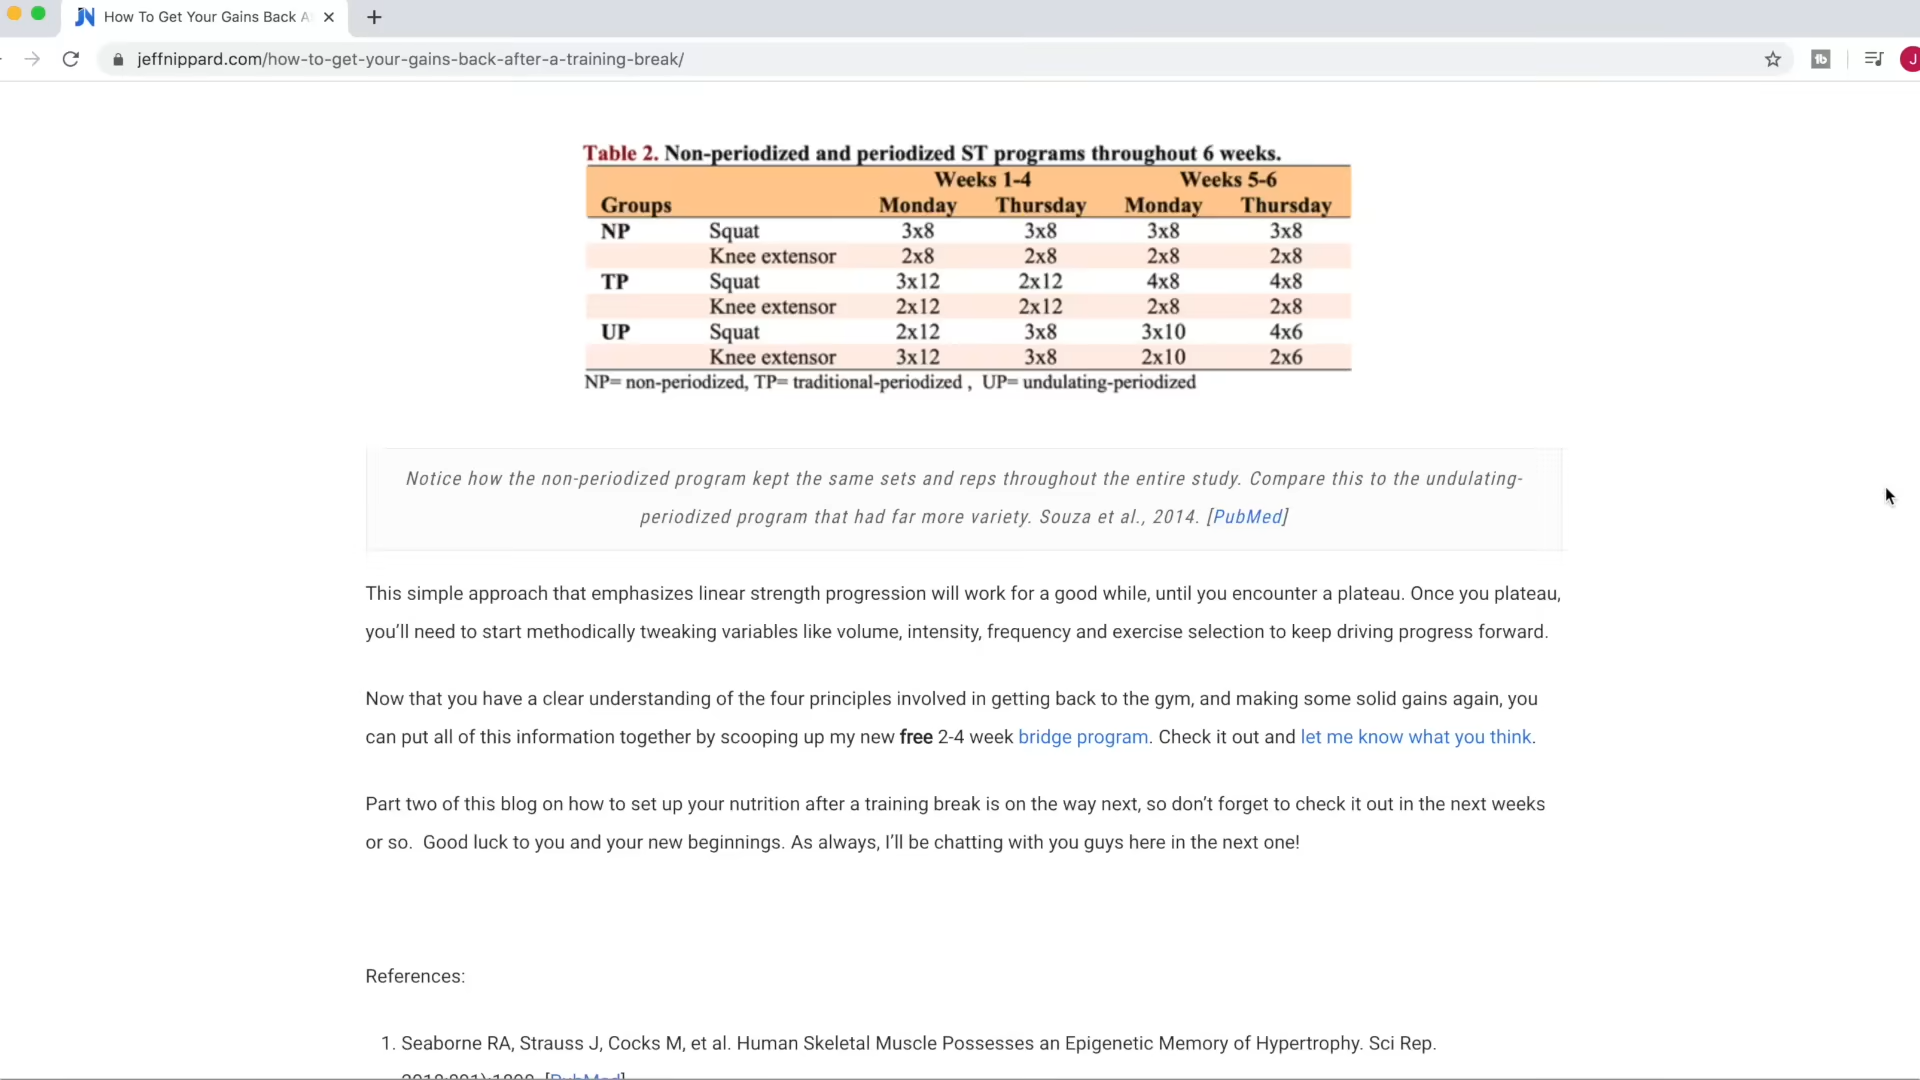 How To Get Your Gains Back
jeffnippard.com/how-to-get-your-gains-back-after-a-training-break/
Table 2. Non-periodized and periodized ST programs throughout 6 weeks.
Weeks 1-4 Weeks 5-6
Groups Monday Thursday Monday Thursday
NP Squat 3x8 3x8 3x8 3x8
Knee extensor 2x8 2x8 2x8 2x8
TP Squat 3x12 2x12 4x8 4x8
Knee extensor 2x12 2x12 2x8 2x8
UP Squat 2x12 3x8 3x10 4x6
Knee extensor 3x12 3x8 2x10 2x6
NP= non-periodized, TP= traditional-periodized , UP= undulating-periodized
Notice how the non-periodized program kept the same sets and reps throughout the entire study. Compare this to the undulating-
periodized program that had far more variety. Souza et al., 2014. [PubMed]
This simple approach that emphasizes linear strength progression will work for a good while, until you encounter a plateau. Once you plateau,
you’ll need to start methodically tweaking variables like volume, intensity, frequency and exercise selection to keep driving progress forward.
Now that you have a clear understanding of the four principles involved in getting back to the gym, and making some solid gains again, you
can put all of this information together by scooping up my new free 2-4 week bridge program. Check it out and let me know what you think.
Part two of this blog on how to set up your nutrition after a training break is on the way next, so don’t forget to check it out in the next weeks
or so.  Good luck to you and your new beginnings. As always, I’ll be chatting with you guys here in the next one!
References:
1. Seaborne RA, Strauss J, Cocks M, et al. Human Skeletal Muscle Possesses an Epigenetic Memory of Hypertrophy. Sci Rep.
[PubMed]